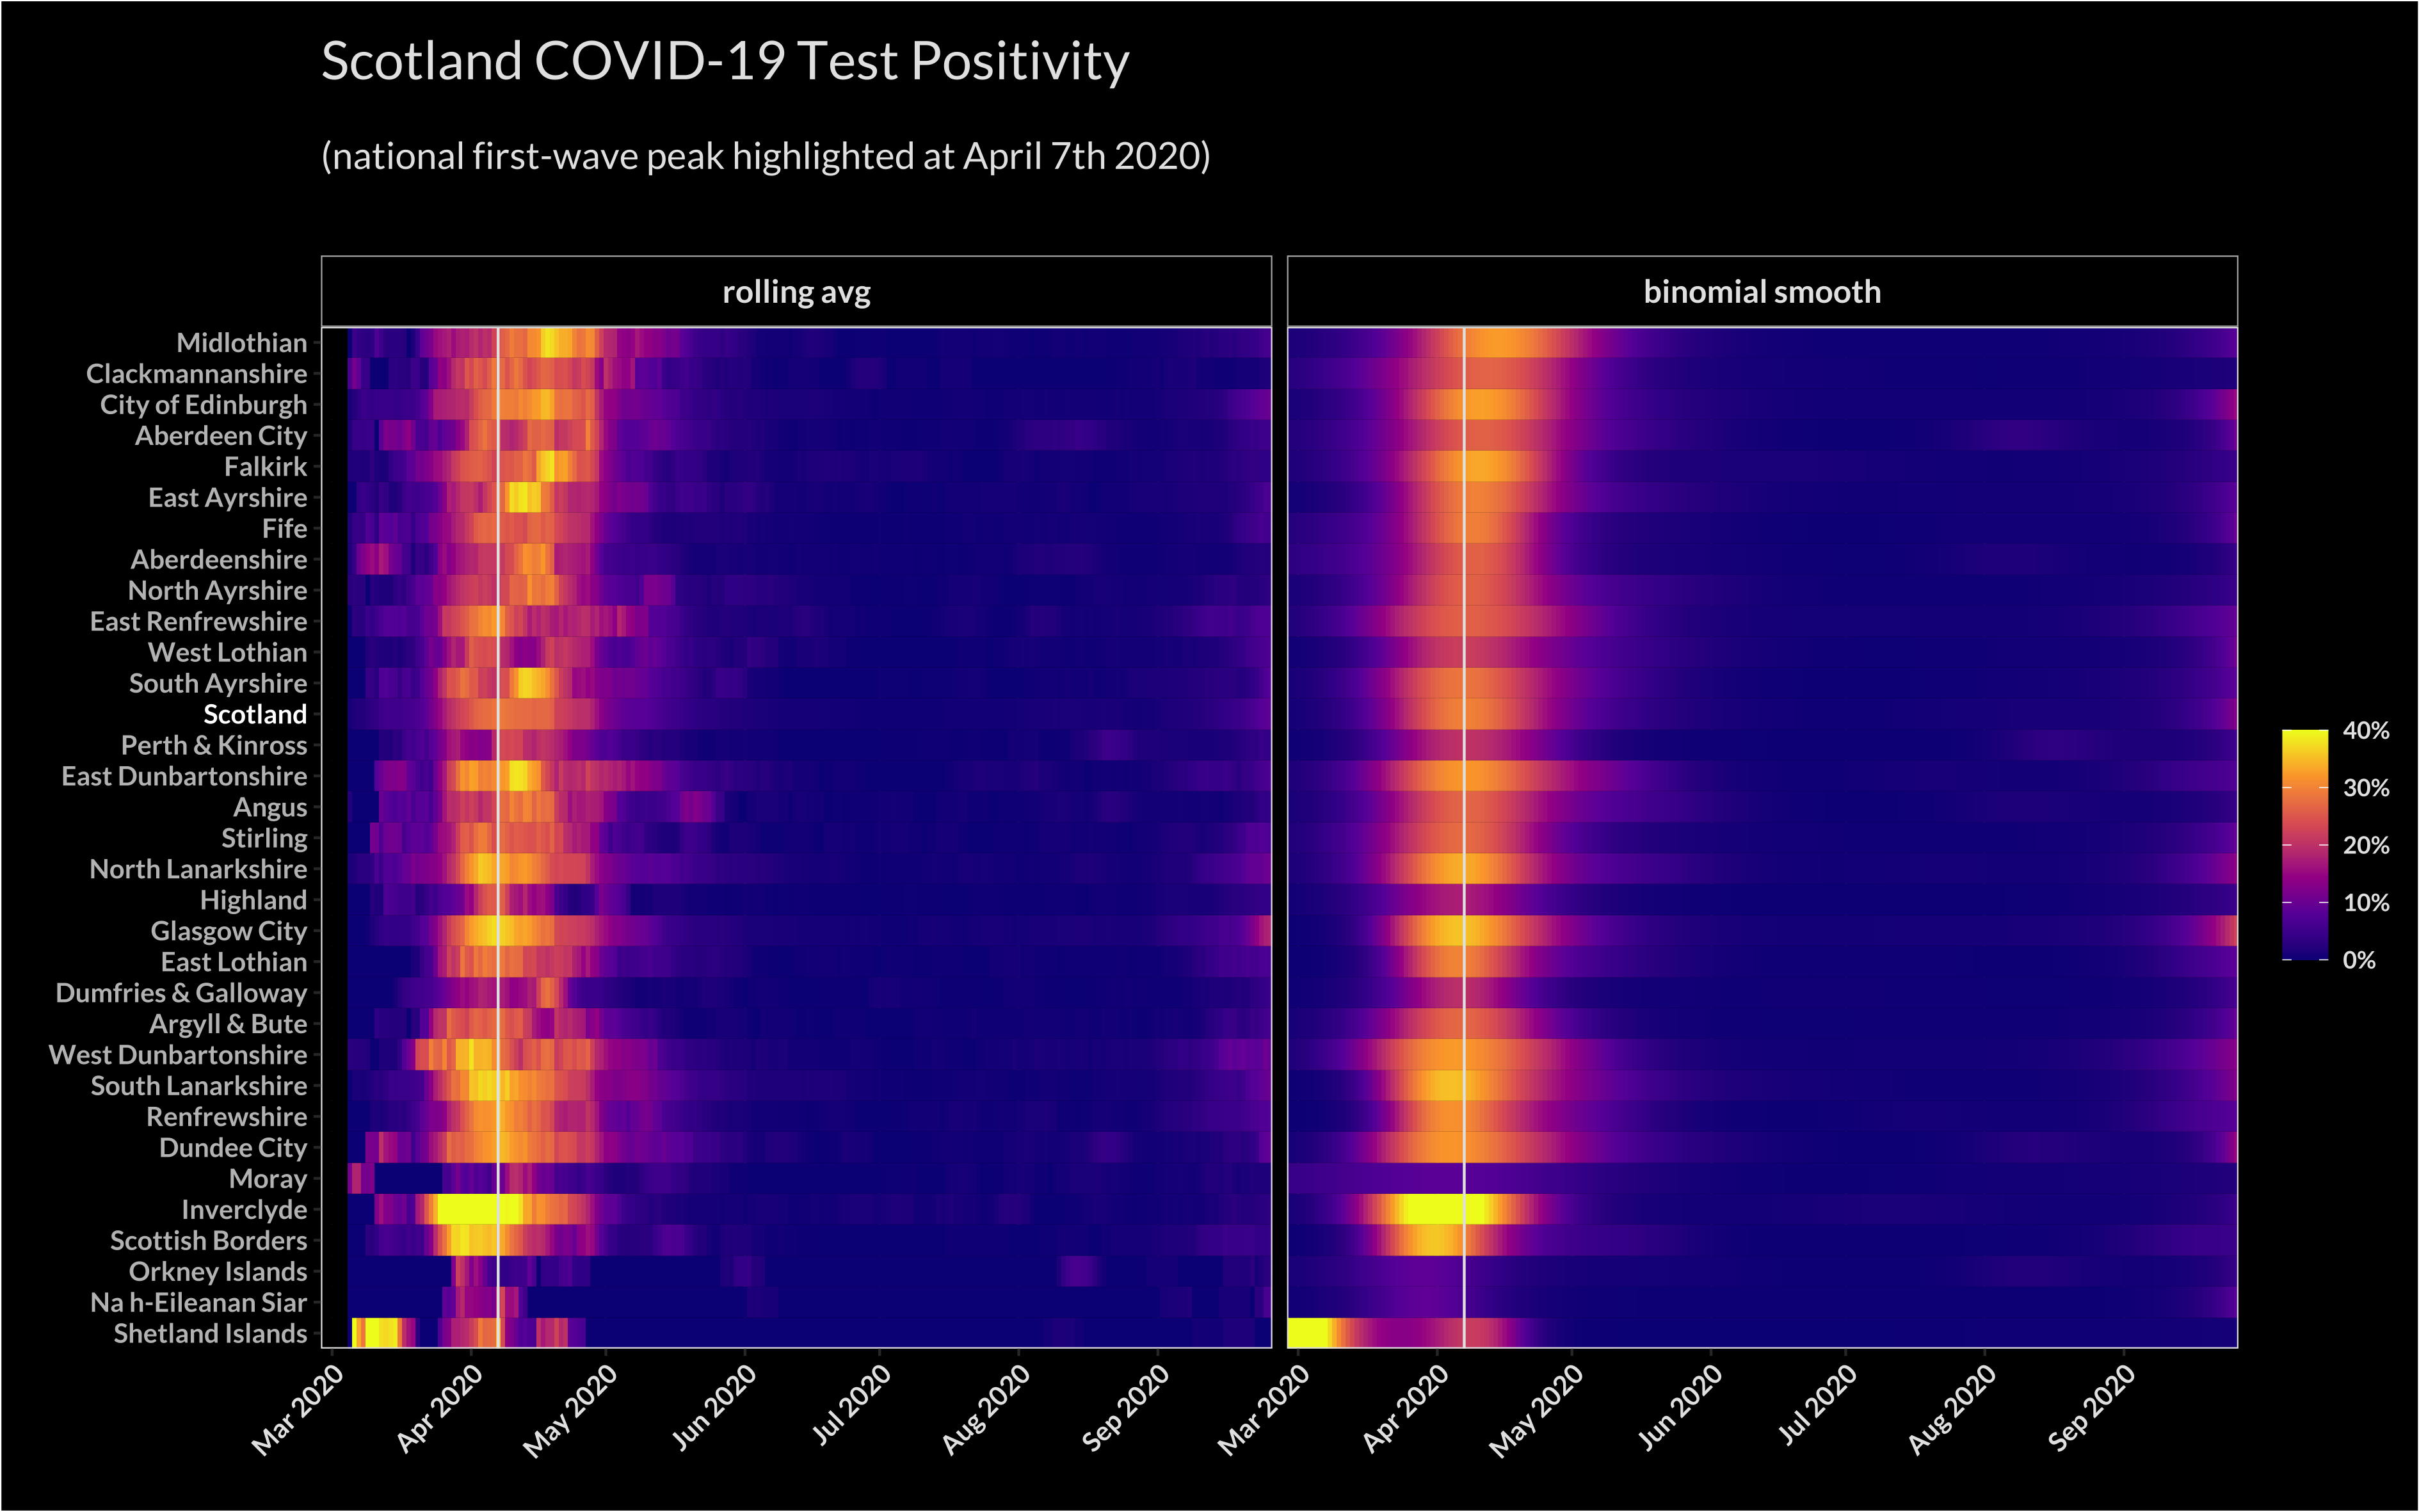 Scotland COVID-19 Test Positivity
(national first-wave peak highlighted at April 7th 2020)
rolling avg
binomial smooth
Midlothian
Clackmannanshire
City of Edinburgh
Aberdeen City
Falkirk
East Ayrshire
Fife
Aberdeenshire
North Ayrshire
East Renfrewshire
West Lothian
South Ayrshire
Scotland
Perth & Kinross
East Dunbartonshire
Angus
Stirling
North Lanarkshire
Highland
Glasgow City
East Lothian
Dumfries & Galloway
Argyll & Bute
West Dunbartonshire
South Lanarkshire
Renfrewshire
Dundee City
Moray
Inverclyde
Scottish Borders
Orkney Islands
Na h-Eileanan Siar
Shetland Islands
40%
30%
20%
10%
0%
Mar 2020
Apr 2020
May 2020
Jun 2020
Jul 2020
Aug 2020
Sep 2020
Mar 2020
Apr 2020
May 2020
Jun 2020
Jul 2020
Aug 2020
Sep 2020